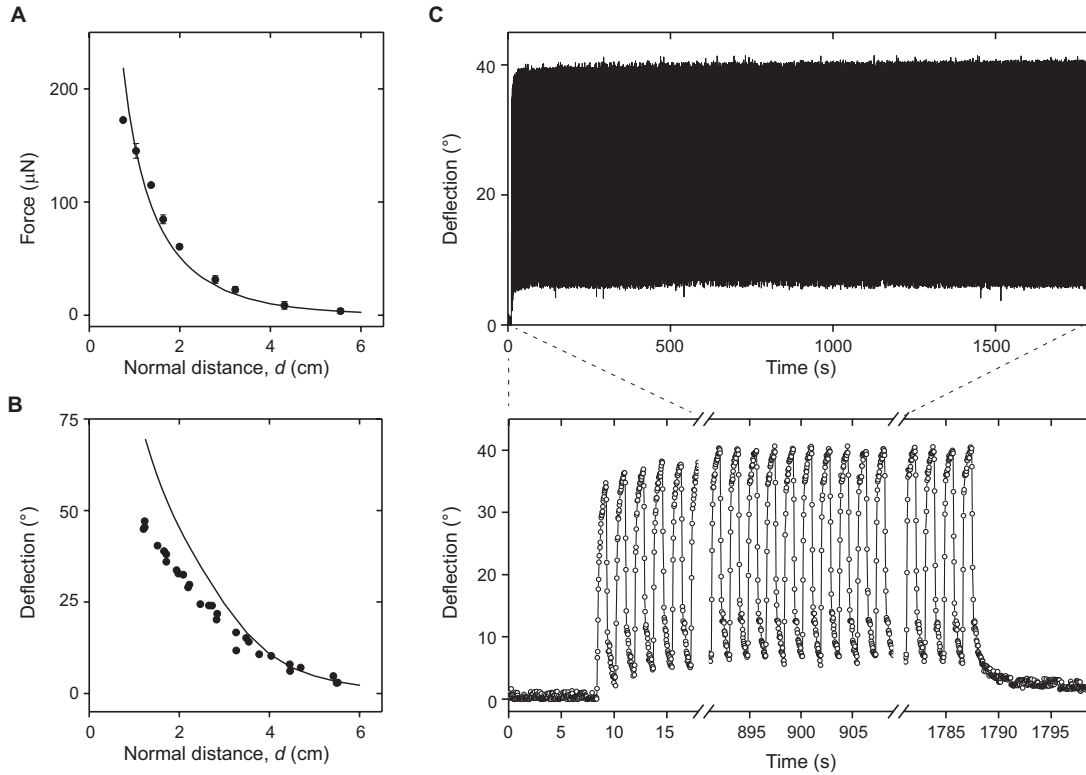 A
200
100
0
Force (µN)
0 2 4 6
Normal distance, d (cm)
B
75
50
25
0
Deflection (°)
0 2 4 6
Normal distance, d (cm)
C
40
20
0
Deflection (°)
0 500 1000 1500
Time (s)
40
30
20
10
0
Deflection (°)
0 5 10 15 895 900 905 1785 1790 1795
Time (s)